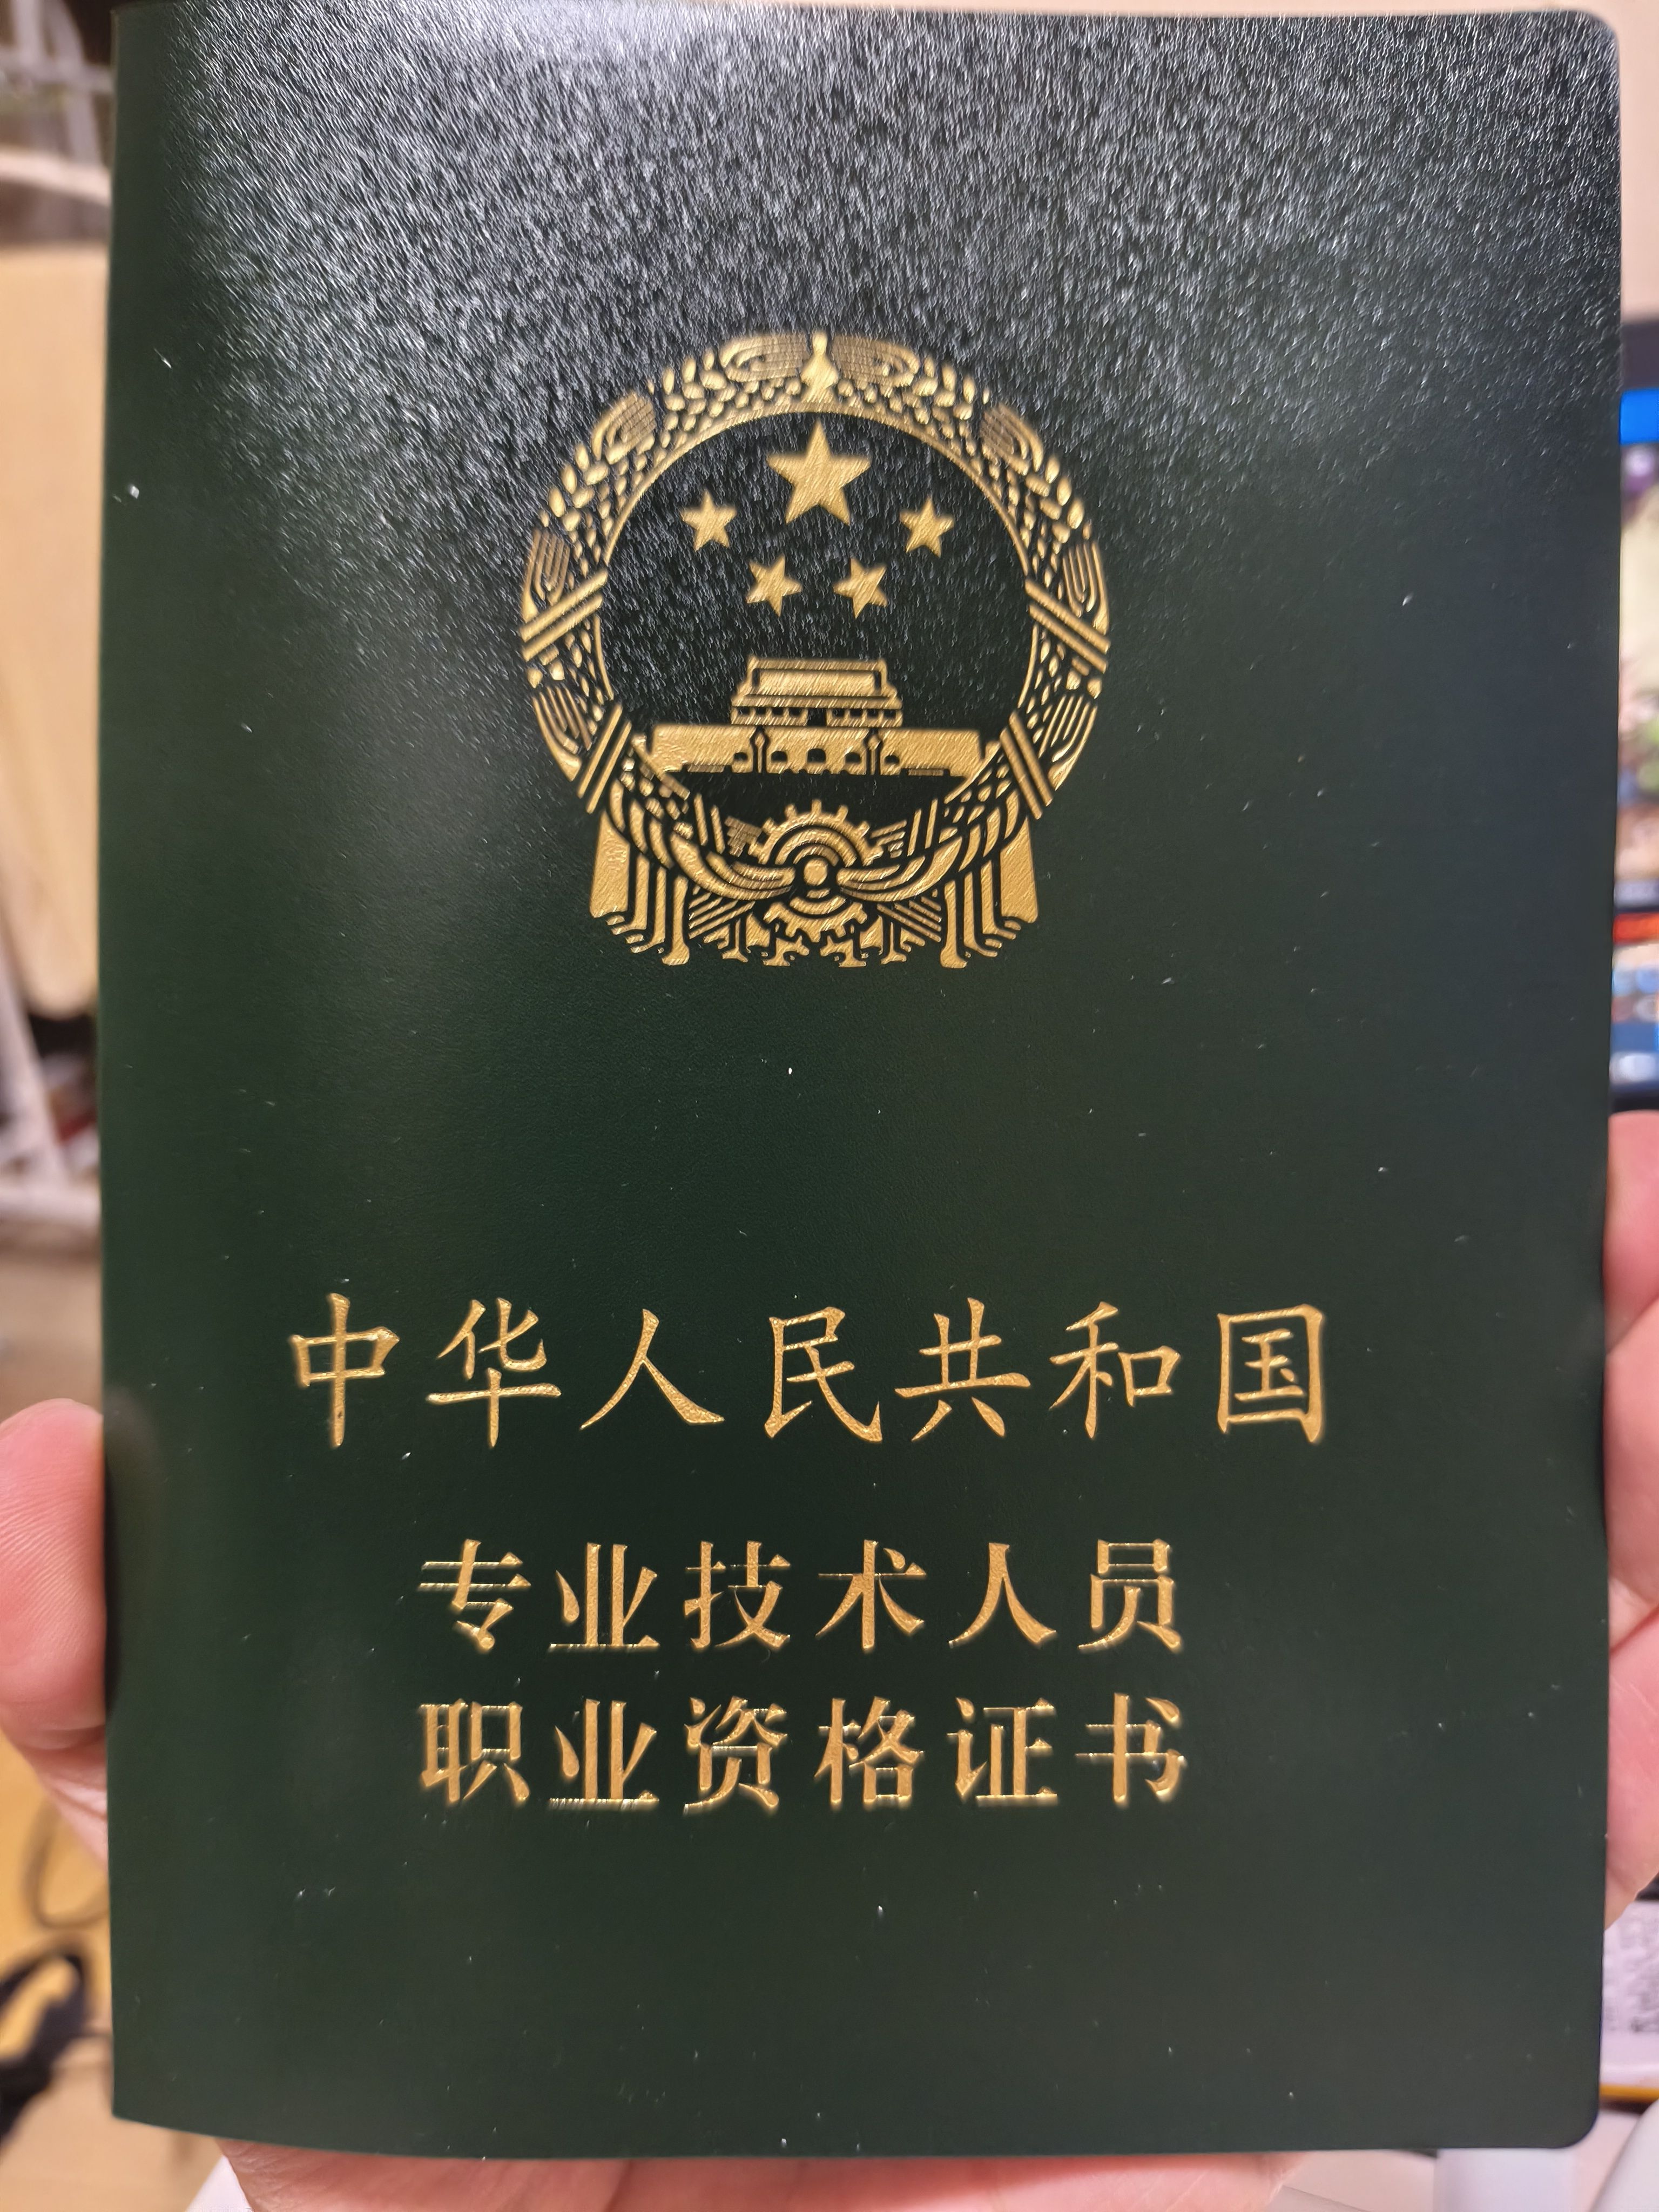 中华人民共和国
专业技术人员
职业资格证书